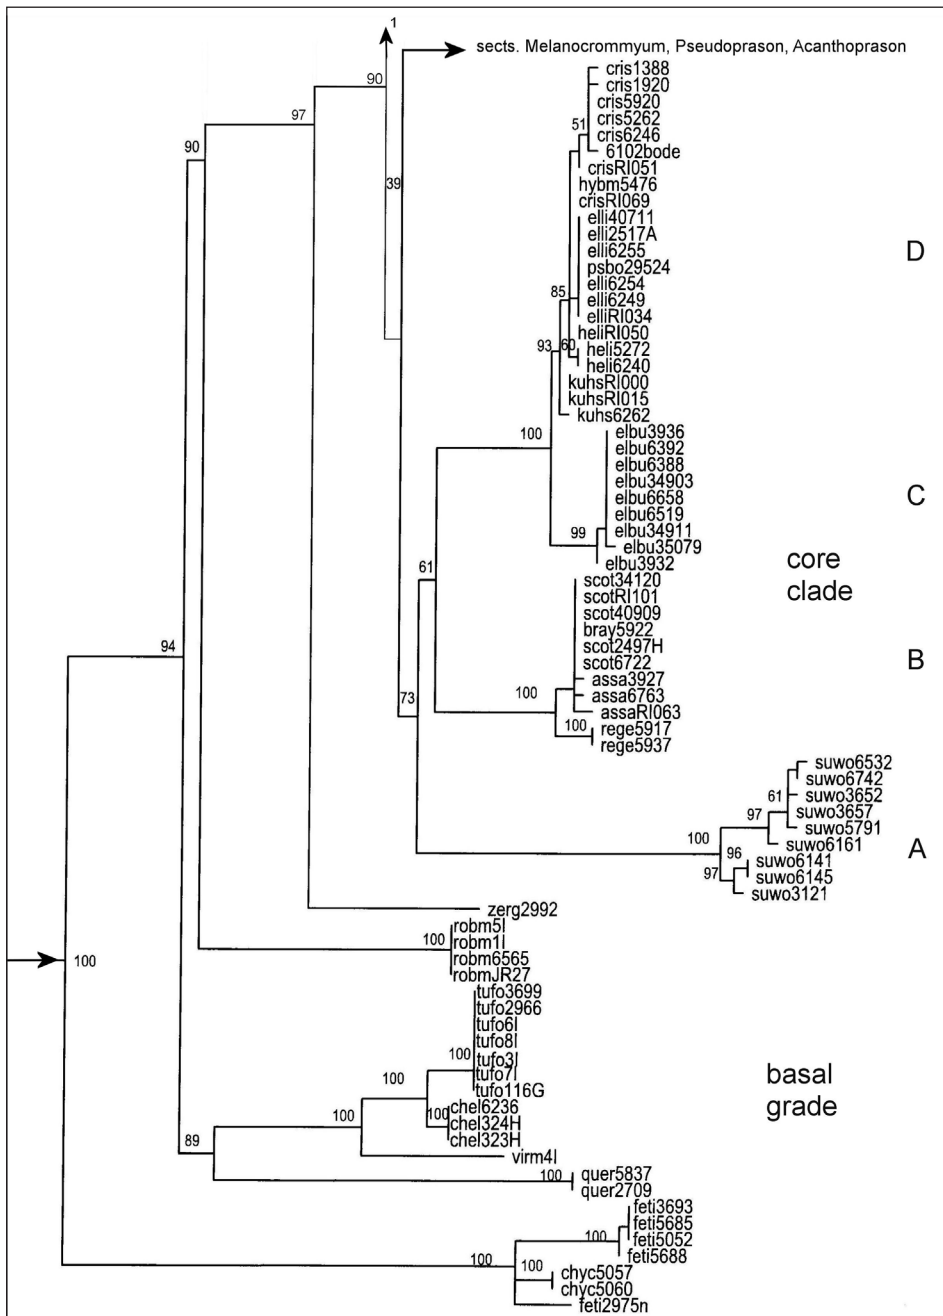 1
sects. Melanocrommyum, Pseudoprason, Acanthoprason
90
cris1388
cris1920
97
cris5920
cris5262
51
cris6246
90
6102bode
crisRI051
39
hybm5476
crisRI069
elli40711
elli2517A
elli6255
D
psbo29524
elli6254
85
elli6249
elliRI034
heliRI050
93
60
heli5272
heli6240
kuhsRI000
kuhsRI015
kuhs6262
100
elbu3936
elbu6392
elbu6388
elbu34903
elbu6658
C
elbu6519
99
elbu34911
elbu35079
core
elbu3932
61
scot34120
clade
scotRI101
scot40909
bray5922
94
scot2497H
scot6722
B
assa3927
73
100
assa6763
assaRI063
100
rege5917
rege5937
suwo6532
suwo6742
61
suwo3652
97
suwo3657
100
suwo5791
suwo6161
A
96
suwo6141
97
suwo6145
suwo3121
zerg2992
robm5I
100
robm1I
100
robm6565
robmJR27
tufo3699
tufo2966
tufo6I
tufo8I
100
tufo3I
100
tufo7I
basal
tufo116G
grade
100
100
chel6236
chel324H
chel323H
89
virm4I
100
quer5837
quer2709
feti3693
feti5685
100
feti5052
feti5688
100
100
chyc5057
chyc5060
feti2975n